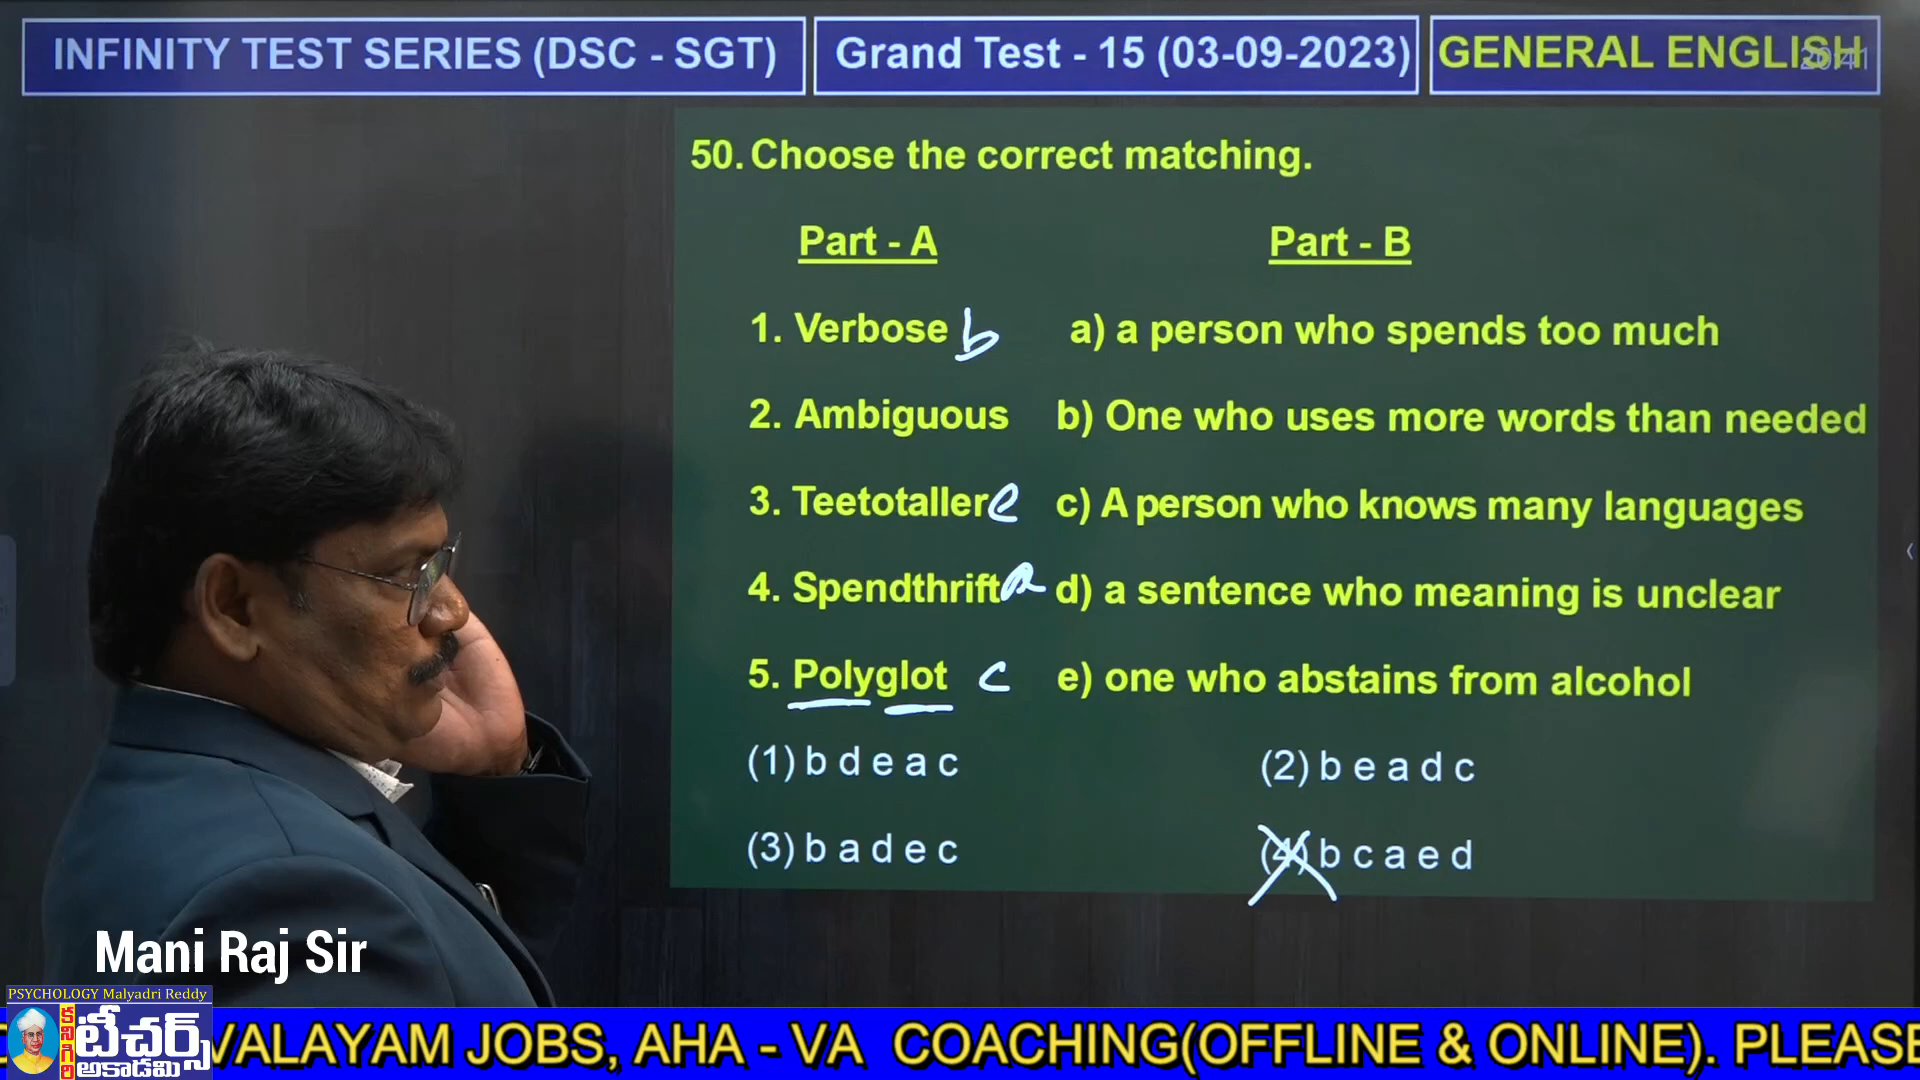 INFINITY TEST SERIES (DSC - SGT)
Grand Test - 15 (03-09-2023)
GENERAL ENGLISH
50. Choose the correct matching.
Part - A
Part - B
1. Verbose b a) a person who spends too much
2. Ambiguous b) One who uses more words than needed
3. Teetotaller e c) A person who knows many languages
4. Spendthrift a d) a sentence who meaning is unclear
5. Polyglot c e) one who abstains from alcohol
(1) b d e a c (2) b e a d c
(3) b a d e c (4) b c a e d
Mani Raj Sir
PSYCHOLOGY Malyadri Reddy
కనిగిరి
టీచర్స్
అకాడమి
VALAYAM JOBS, AHA - VA COACHING(OFFLINE & ONLINE). PLEASE